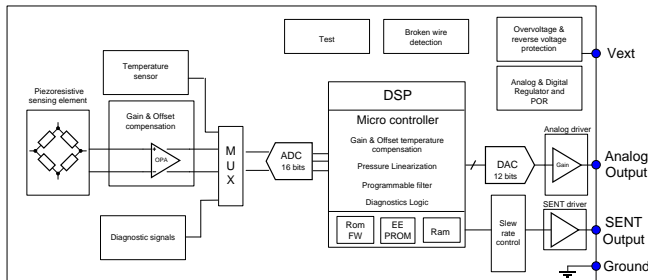 Test
Broken wire
detection
Overvoltage &
reverse voltage
protection
Vext
Temperature
sensor
Analog & Digital
Regulator and
POR
Piezoresistive
sensing element
Gain & Offset
compensation
OPA
M
U
X
ADC
16 bits
DSP
Micro controller
Gain & Offset temperature
compensation
Pressure Linearization
Programmable filter
Diagnostics Logic
Rom
FW
EE
PROM
Ram
DAC
12 bits
Analog driver
Gain
Analog
Output
Diagnostic signals
Slew
rate
control
SENT driver
SENT
Output
Ground